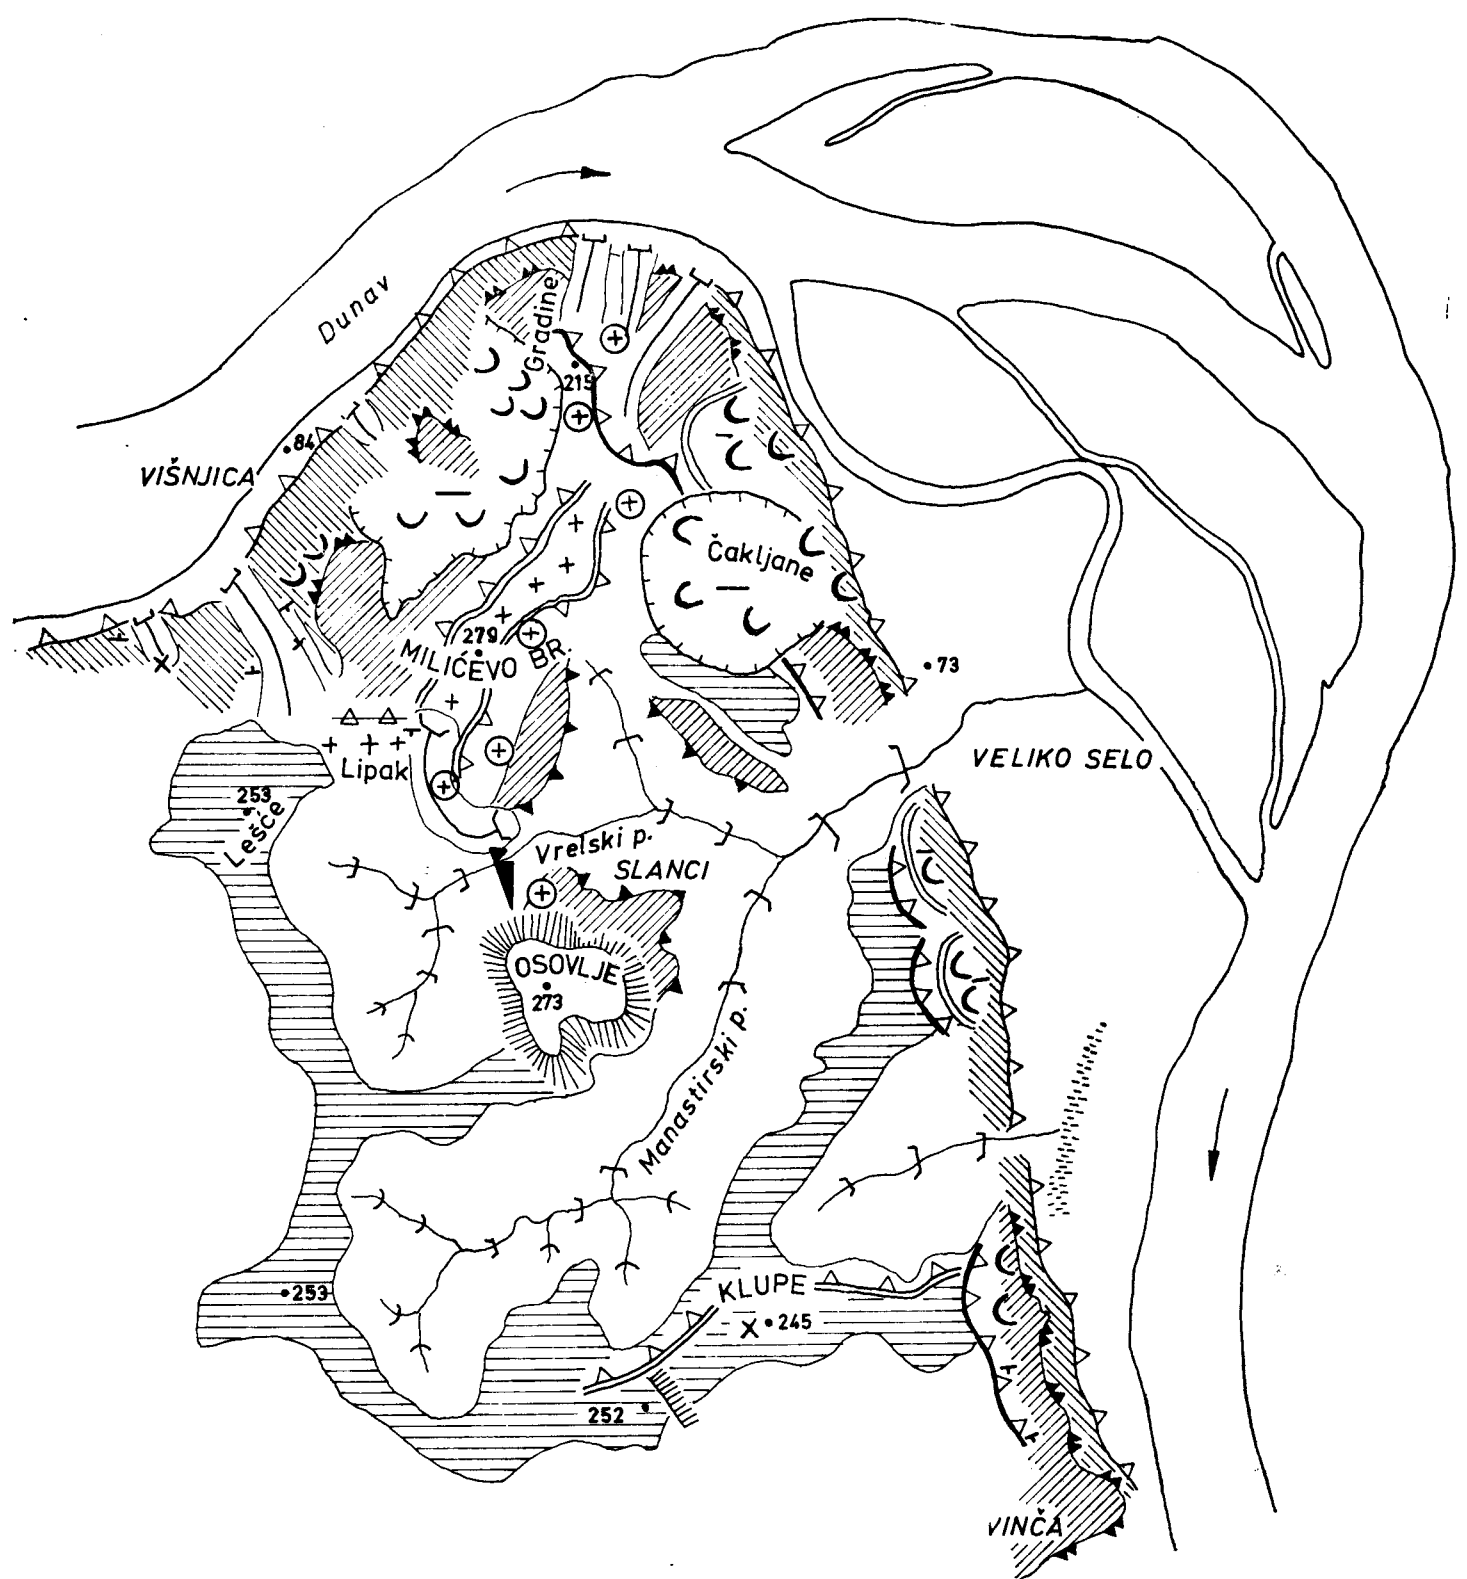 Dunav
Gradine
215
84
VIŠNJICA
Čakljane
279
MILIĆEVO BR.
73
Lipak
VELIKO SELO
253
Lešće
Vrelski p.
SLANCI
OSOVLJE
273
Manastirski p.
253
KLUPE
245
252
VINČA